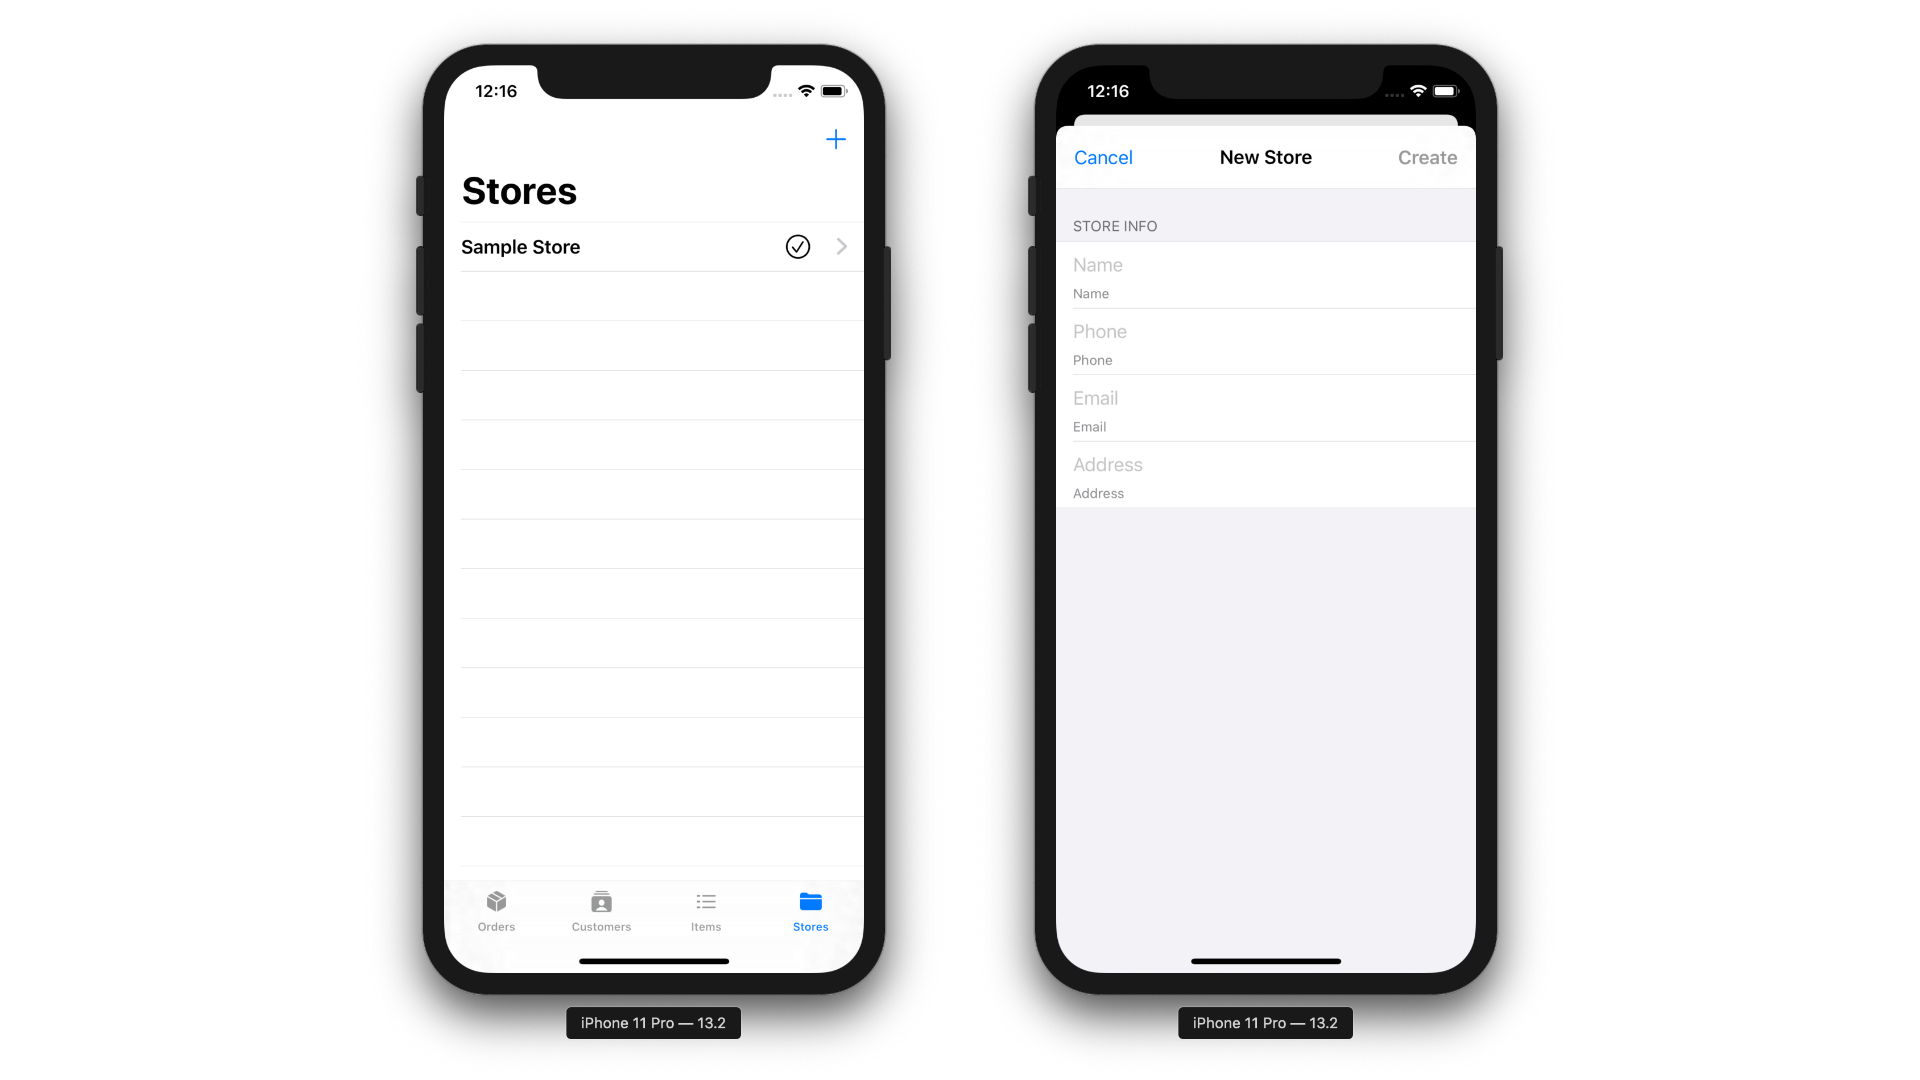 12:16
Stores
Sample Store
Orders Customers Items Stores
iPhone 11 Pro — 13.2
12:16
Cancel New Store Create
STORE INFO
Name
Name
Phone
Phone
Email
Email
Address
Address
iPhone 11 Pro — 13.2